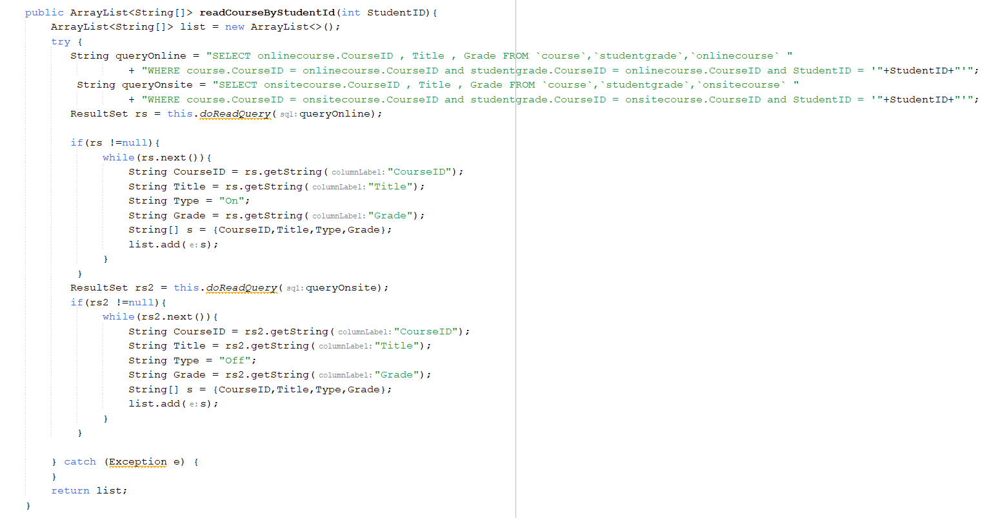 public ArrayList<String[]> readCourseByStudentId(int StudentID){
ArrayList<String[]> list = new ArrayList<>();
try {
String queryOnline = "SELECT onlinecourse.CourseID , Title , Grade FROM `course`,`studentgrade`,`onlinecourse` "
+ "WHERE course.CourseID = onlinecourse.CourseID and studentgrade.CourseID = onlinecourse.CourseID and StudentID = '"+StudentID+"'";
String queryOnsite = "SELECT onsitecourse.CourseID , Title , Grade FROM `course`,`studentgrade`,`onsitecourse` "
+ "WHERE course.CourseID = onsitecourse.CourseID and studentgrade.CourseID = onsitecourse.CourseID and StudentID = '"+StudentID+"'";
ResultSet rs = this.doReadQuery( sql: queryOnline);
if(rs !=null){
while(rs.next()){
String CourseID = rs.getString( columnLabel: "CourseID");
String Title = rs.getString( columnLabel: "Title");
String Type = "On";
String Grade = rs.getString( columnLabel: "Grade");
String[] s = {CourseID,Title,Type,Grade};
list.add( e: s);
}
}
ResultSet rs2 = this.doReadQuery( sql: queryOnsite);
if(rs2 !=null){
while(rs2.next()){
String CourseID = rs2.getString( columnLabel: "CourseID");
String Title = rs2.getString( columnLabel: "Title");
String Type = "Off";
String Grade = rs2.getString( columnLabel: "Grade");
String[] s = {CourseID,Title,Type,Grade};
list.add( e: s);
}
}
} catch (Exception e) {
}
return list;
}